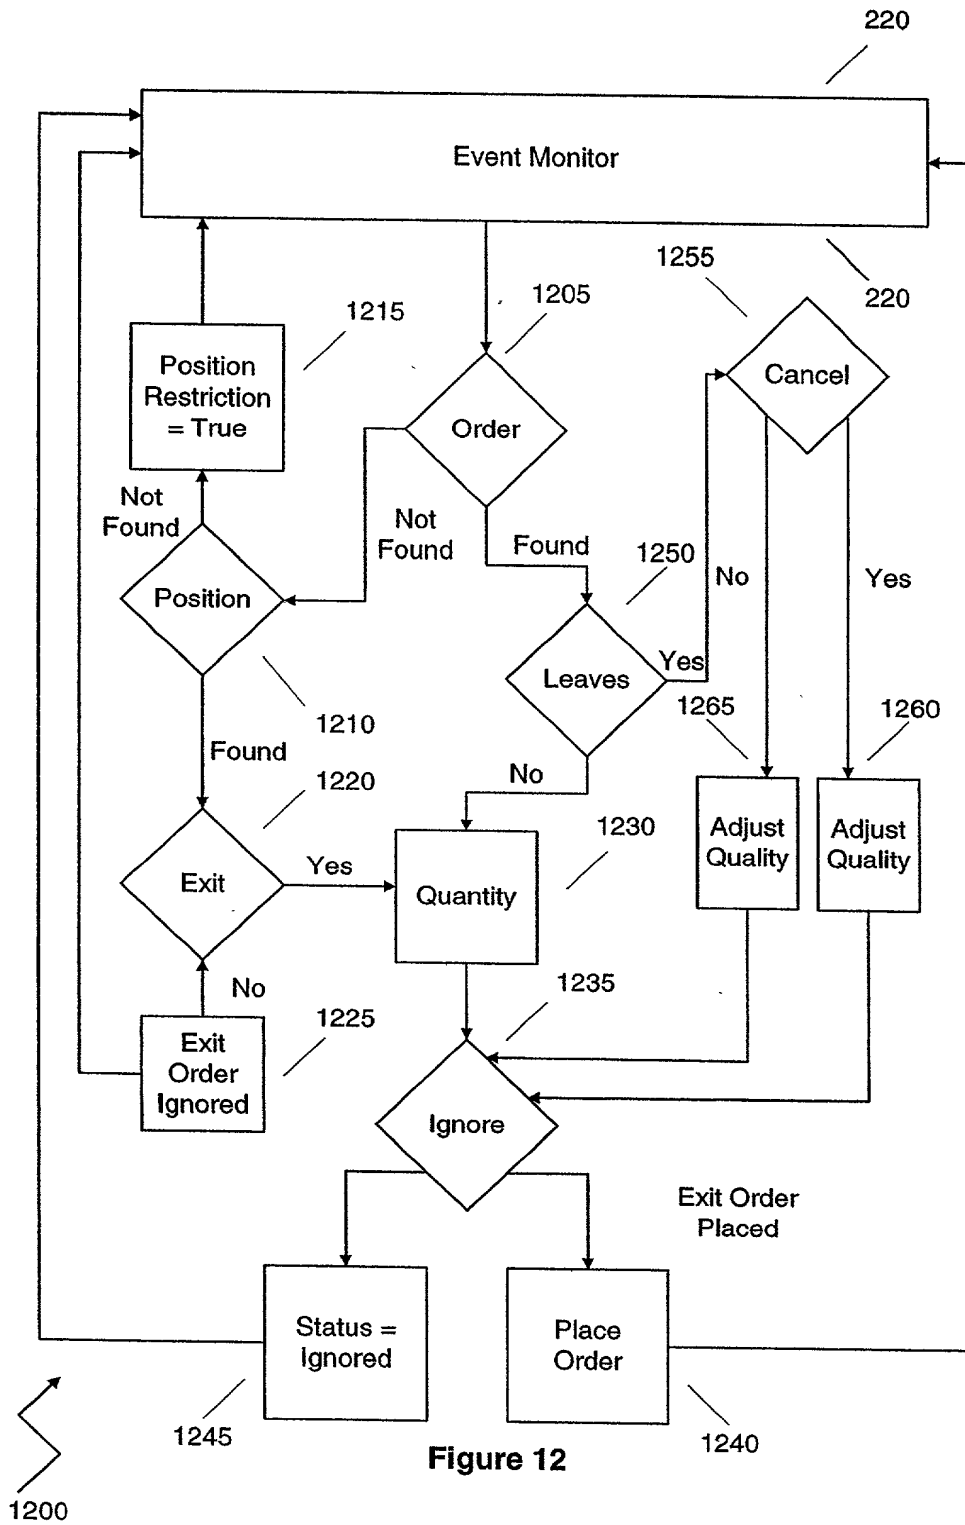 220
Event Monitor
220
1255
1205
1215
Position
Restriction
= True
Cancel
Order
Not
Found
Not
Found
Found
1250
No
Yes
Position
Leaves
Yes
1210
1265
1260
Found
1220
No
1230
Adjust
Quality
Adjust
Quality
Exit
Yes
Quantity
No
1235
1225
Exit
Order
Ignored
Ignore
Exit Order
Placed
Status =
Ignored
Place
Order
1245
1240
Figure 12
1200